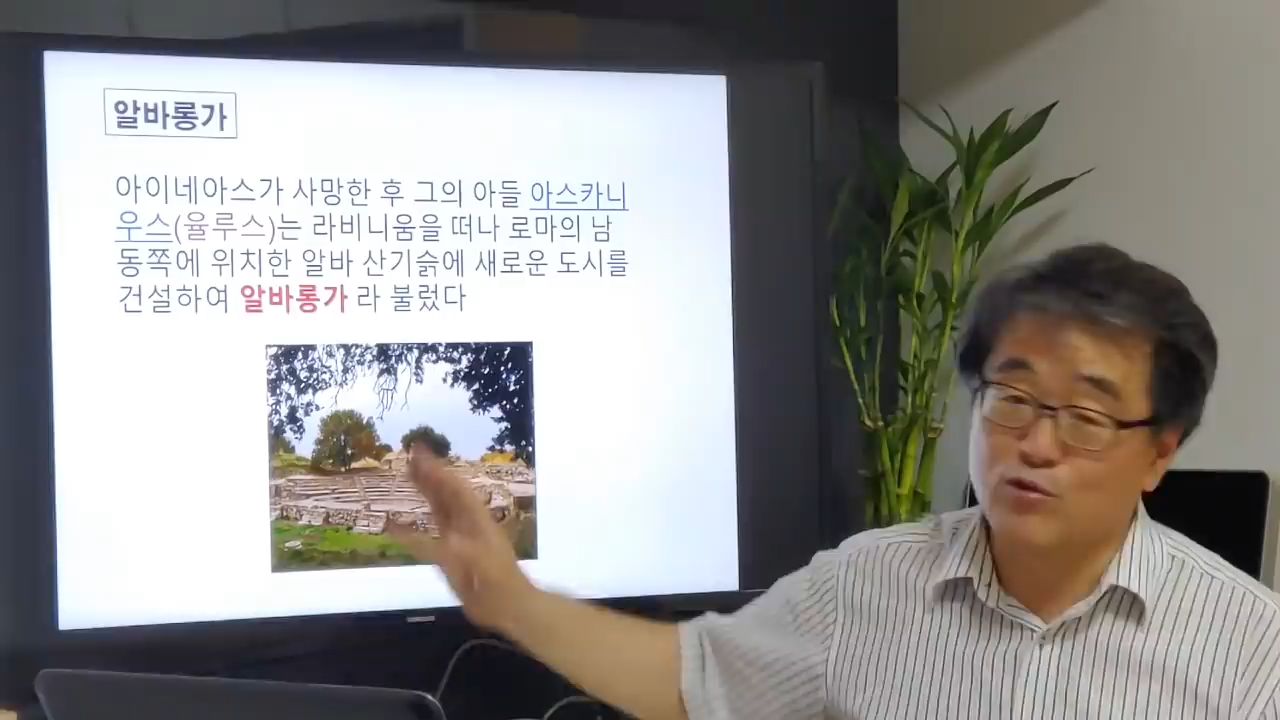 알바롱가
아이네아스가 사망한 후 그의 아들 아스카니
우스(율루스)는 라비니움을 떠나 로마의 남
동쪽에 위치한 알바 산기슭에 새로운 도시를
건설하여 알바롱가 라 불렀다